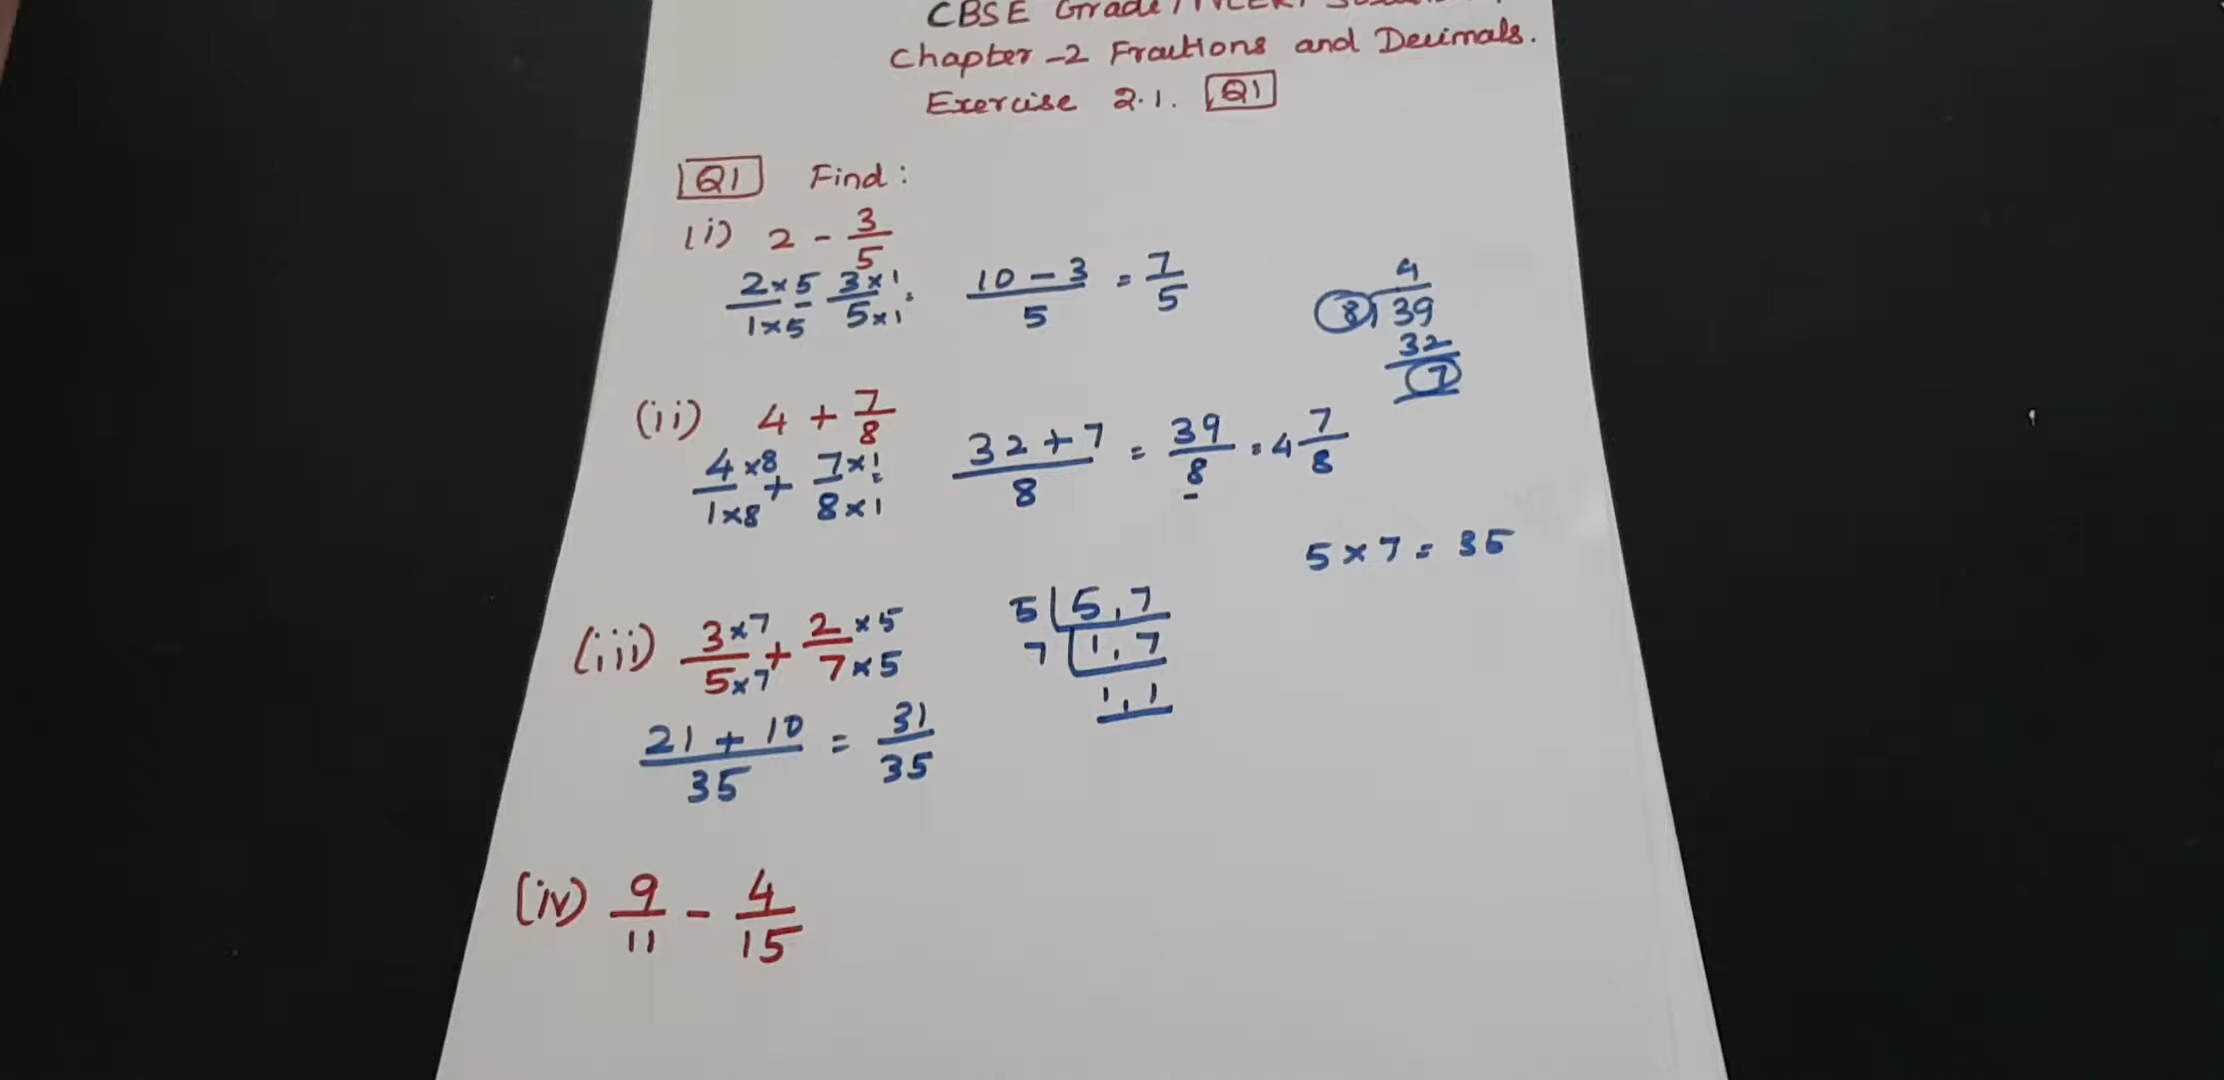 CBSE Grade 7 NCERT
Chapter -2 Fractions and Decimals.
Exercise 2.1. Q1
Q1 Find :
(i) 2 - 3/5
2×5/1×5 - 3×1/5×1 = 10 - 3/5 = 7/5
4
8) 39
32
7
(ii) 4 + 7/8
4×8/1×8 + 7×1/8×1 = 32 + 7/8 = 39/8 = 4 7/8
5 × 7 = 35
(iii) 3×7/5×7 + 2×5/7×5
5 | 5, 7
7 | 1, 7
1, 1
21 + 10/35 = 31/35
(iv) 9/11 - 4/15